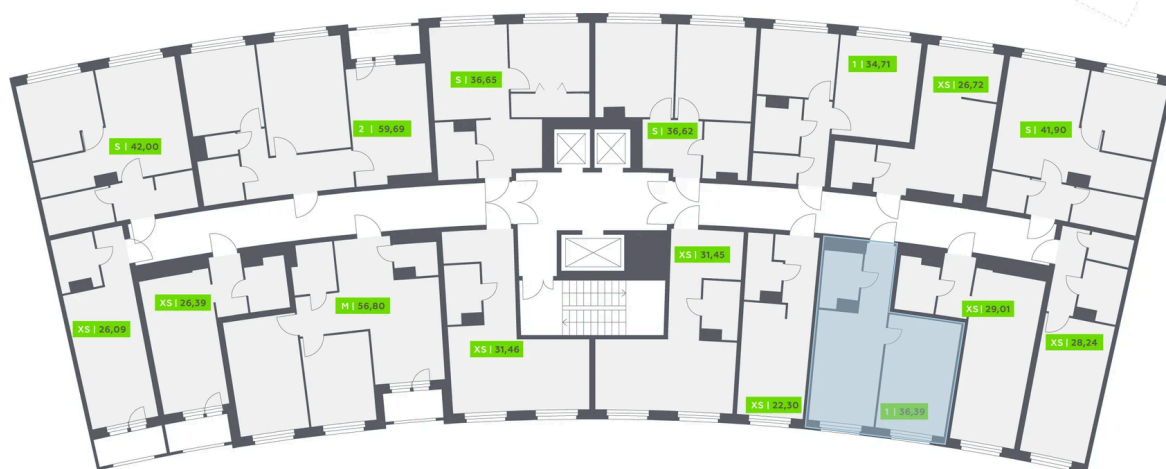 S | 42,00
2 | 59,69
S | 36,65
S | 36,62
1 | 34,71
XS | 26,72
S | 41,90
XS | 26,09
XS | 26,39
M | 56,80
XS | 31,46
XS | 31,45
XS | 22,30
1 | 36,39
XS | 29,01
XS | 28,24